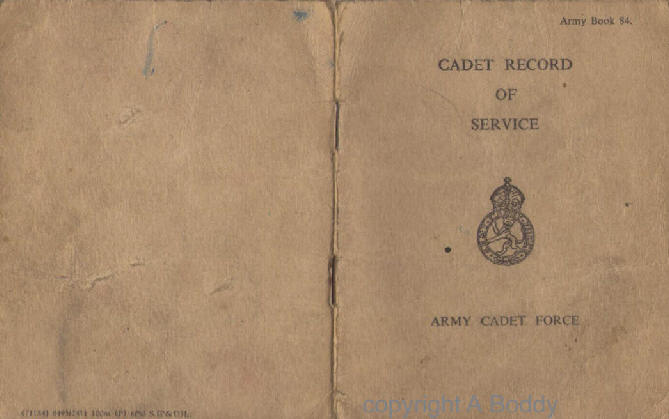 Army Book 84.
CADET RECORD
OF
SERVICE
ARMY CADET FORCE
copyright A Boddy